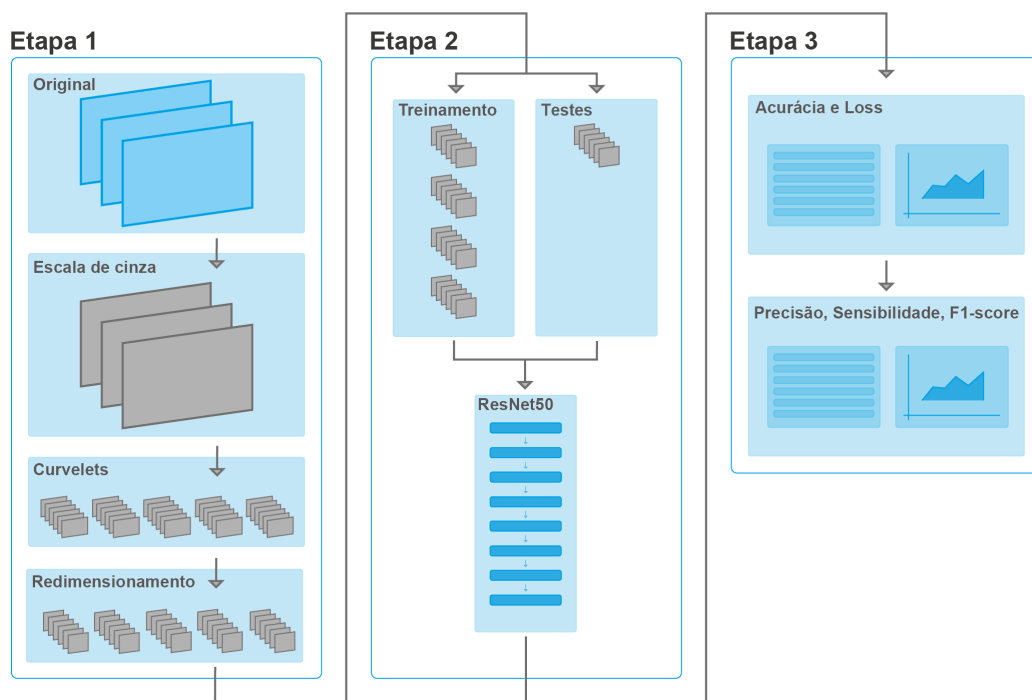 Etapa 1
Original
Escala de cinza
Curvelets
Redimensionamento
Etapa 2
Treinamento
Testes
ResNet50
Etapa 3
Acurácia e Loss
Precisão, Sensibilidade, F1-score